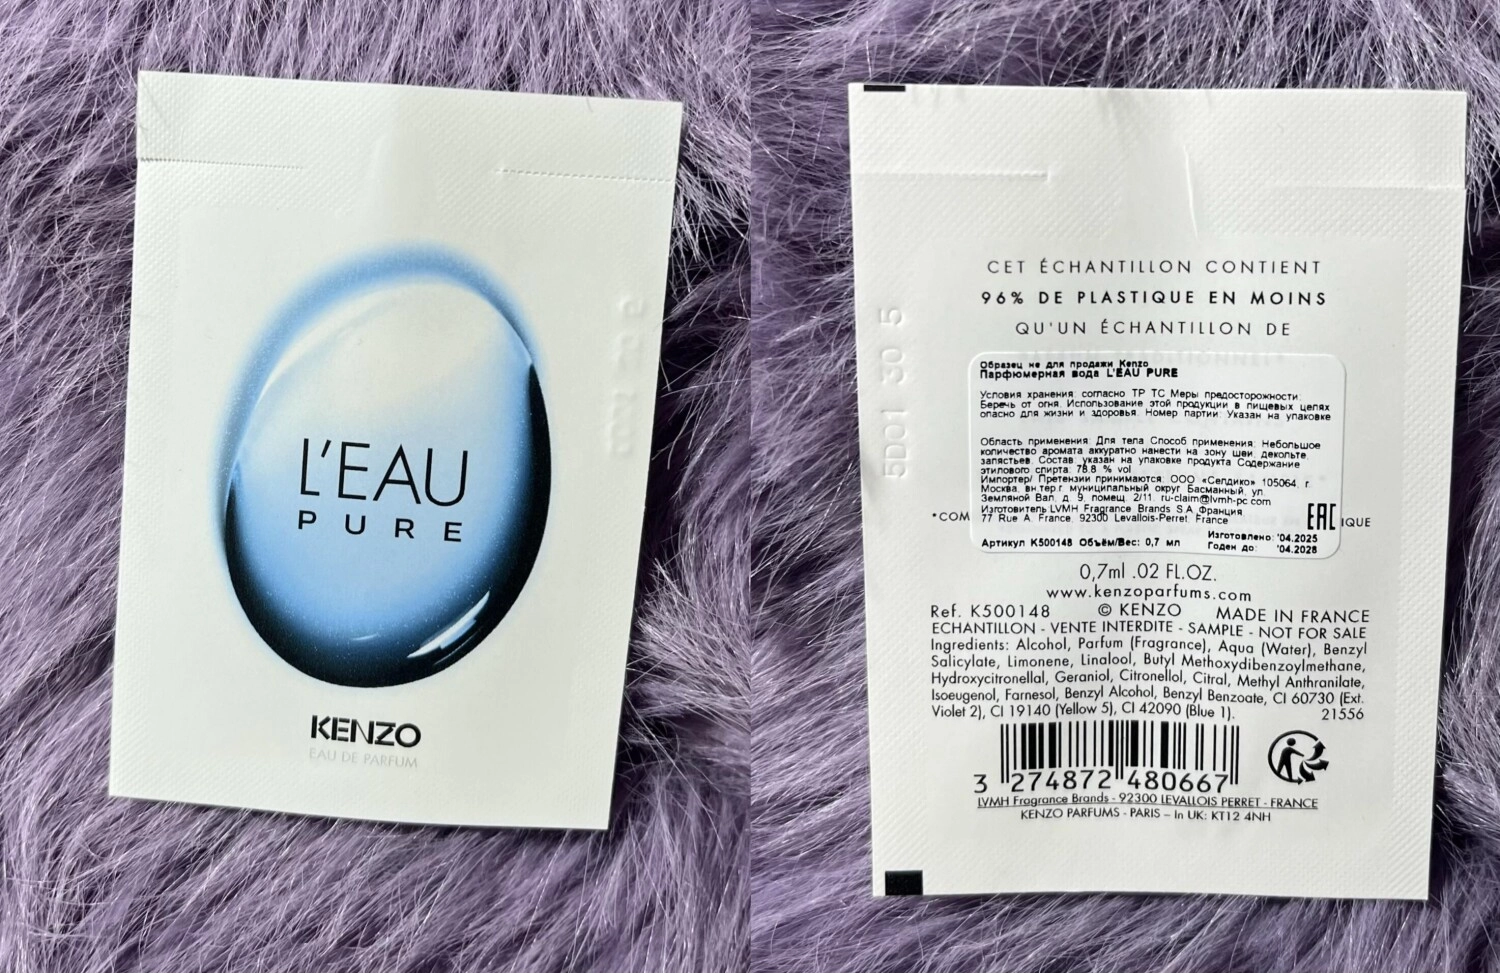 L'EAU
PURE
KENZO
EAU DE PARFUM
CET ÉCHANTILLON CONTIENT
96% DE PLASTIQUE EN MOINS
QU'UN ÉCHANTILLON DE
Образец не для продажи Kenzo
Парфюмерная вода L'EAU PURE
Условия хранения: согласно ТР ТС Меры предосторожности:
Беречь от огня. Использование этой продукции в пищевых целях
опасно для жизни и здоровья. Номер партии: Указан на упаковке
Область применения: Для тела Способ применения: Небольшое
количество аромата аккуратно нанести на зону шеи, декольте,
запястьев. Состав: указан на упаковке продукта Содержание
этилового спирта: 78.8 % vol
Импортер/ Претензии принимаются: ООО «Селдико» 105064, г.
Москва, вн.тер.г. муниципальный округ Басманный, ул.
Земляной Вал, д. 9, помещ. 2/11. ru-claim@lvmh-pc.com
Изготовитель:LVMH Fragrance Brands S.A.,Франция
77 Rue A. France, 92300 Levallois-Perret. France
*COM
EAC
IQUE
Артикул K500148 Объём/Вес: 0,7 мл
Изготовлено: '04.2025
Годен до: '04.2028
5D01 30 5
0,7ml .02 FL.OZ.
www.kenzoparfums.com
Ref. K500148 © KENZO MADE IN FRANCE
ECHANTILLON - VENTE INTERDITE - SAMPLE - NOT FOR SALE
Ingredients: Alcohol, Parfum (Fragrance), Aqua (Water), Benzyl
Salicylate, Limonene, Linalool, Butyl Methoxydibenzoylmethane,
Hydroxycitronellal, Geraniol, Citronellol, Citral, Methyl Anthranilate,
Isoeugenol, Farnesol, Benzyl Alcohol, Benzyl Benzoate, CI 60730 (Ext.
Violet 2), CI 19140 (Yellow 5), CI 42090 (Blue 1). 21556
3 274872 480667
LVMH Fragrance Brands - 92300 LEVALLOIS PERRET - FRANCE
KENZO PARFUMS - PARIS – In UK: KT12 4NH